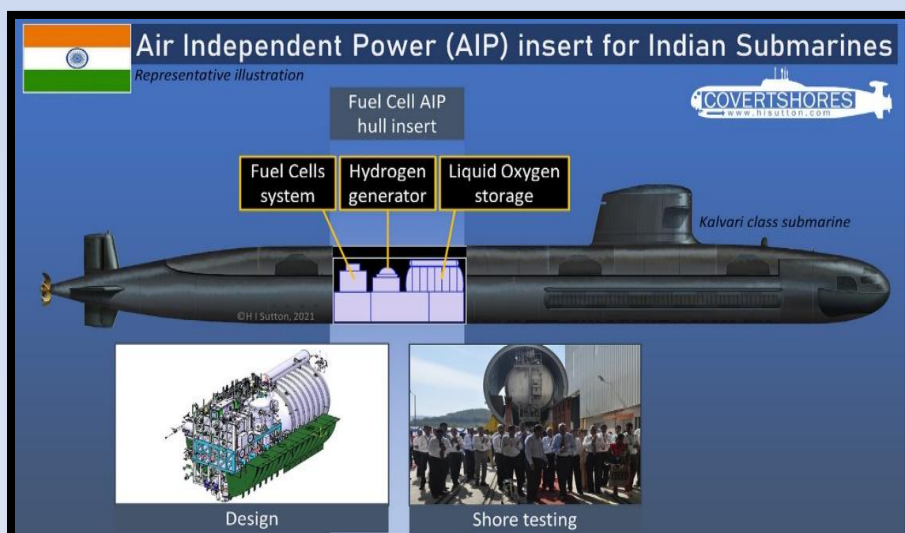 Air Independent Power (AIP) insert for Indian Submarines
Representative illustration
COVERTSHORES
www.hisutton.com
Fuel Cell AIP
hull insert
Fuel Cells
system
Hydrogen
generator
Liquid Oxygen
storage
Kalvari class submarine
©H I Sutton, 2021
Design
Shore testing